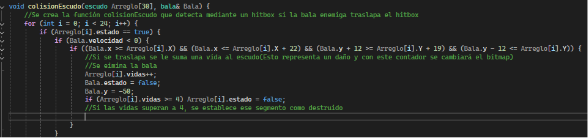 void colisionEscudo(escudo Arreglo[30], bala& Bala) {
//Se crea la función colisionEscudo que detecta mediante un hitbox si la bala enemiga traslapa el hitbox
for (int i = 0; i < 24; i++) {
if (Arreglo[i].estado == true) {
if (Bala.velocidad < 0) {
if ((Bala.x >= Arreglo[i].X) && (Bala.x <= Arreglo[i].X + 22) && (Bala.y + 12 >= Arreglo[i].Y + 19) && (Bala.y - 12 <= Arreglo[i].Y)) {
//Si se traslapa se le suma una vida al escudo(Esto representa un daño y con este contador se cambiará el bitmap)
//Se eimina la bala
Arreglo[i].vidas++;
Bala.estado = false;
Bala.y = -50;
if (Arreglo[i].vidas >= 4) Arreglo[i].estado = false;
//Si las vidas superan a 4, se establece ese segmento como destruido
}
}